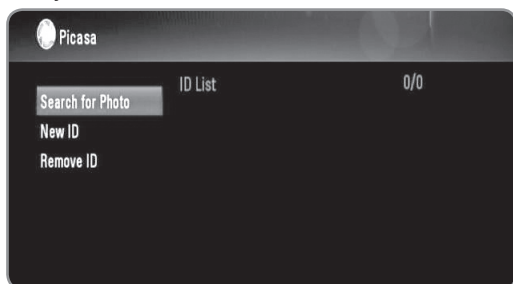 Picasa
ID List 0/0
Search for Photo
New ID
Remove ID